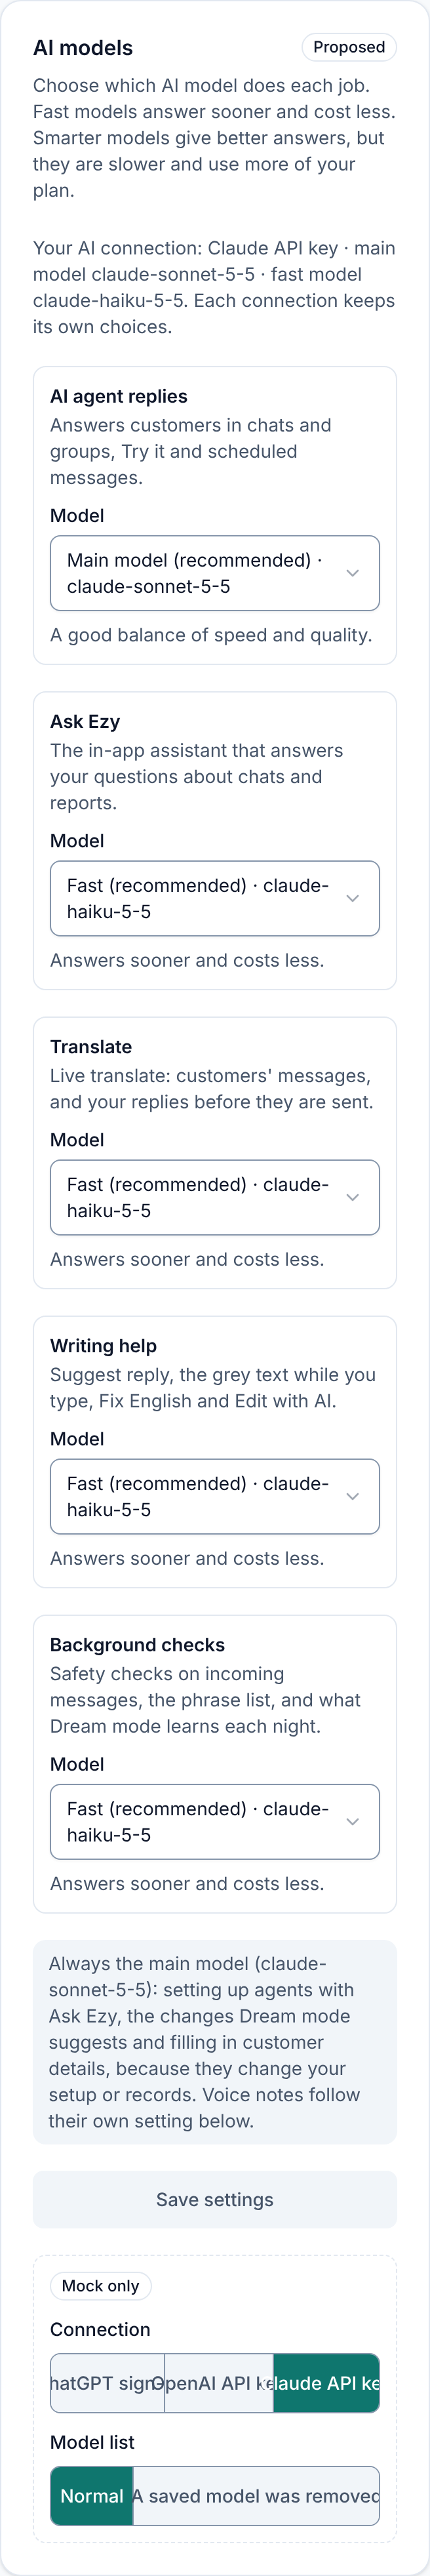 AI models
Proposed
Choose which AI model does each job.
Fast models answer sooner and cost less.
Smarter models give better answers, but
they are slower and use more of your
plan.
Your AI connection: Claude API key · main
model claude-sonnet-5-5 · fast model
claude-haiku-5-5. Each connection keeps
its own choices.
AI agent replies
Answers customers in chats and
groups, Try it and scheduled
messages.
Model
Main model (recommended) ·
claude-sonnet-5-5
A good balance of speed and quality.
Ask Ezy
The in-app assistant that answers
your questions about chats and
reports.
Model
Fast (recommended) · claude-
haiku-5-5
Answers sooner and costs less.
Translate
Live translate: customers' messages,
and your replies before they are sent.
Model
Fast (recommended) · claude-
haiku-5-5
Answers sooner and costs less.
Writing help
Suggest reply, the grey text while you
type, Fix English and Edit with AI.
Model
Fast (recommended) · claude-
haiku-5-5
Answers sooner and costs less.
Background checks
Safety checks on incoming
messages, the phrase list, and what
Dream mode learns each night.
Model
Fast (recommended) · claude-
haiku-5-5
Answers sooner and costs less.
Always the main model (claude-
sonnet-5-5): setting up agents with
Ask Ezy, the changes Dream mode
suggests and filling in customer
details, because they change your
setup or records. Voice notes follow
their own setting below.
Save settings
Mock only
Connection
hatGPT sign
OpenAI API k
laude API ke
Model list
Normal
A saved model was removed